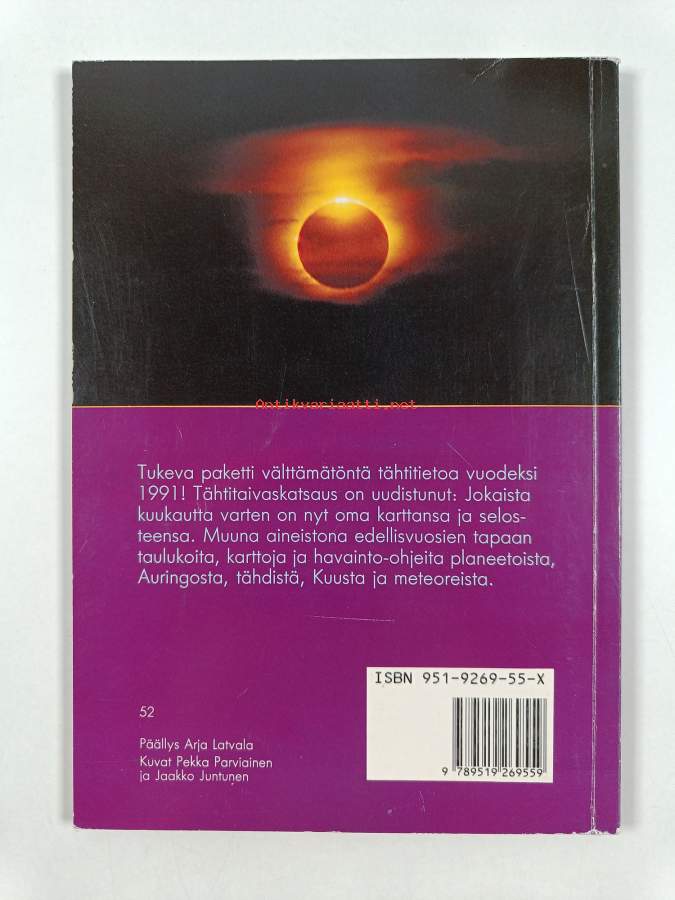 Antikvariaatti.net
Tukeva paketti välttämätöntä tähtitietoa vuodeksi
1991! Tähtitaivaskatsaus on uudistunut: Jokaista
kuukautta varten on nyt oma karttansa ja selos-
teensa. Muuna aineistona edellisvuosien tapaan
taulukoita, karttoja ja havainto-ohjeita planeetoista,
Auringosta, tähdistä, Kuusta ja meteoreista.
ISBN 951-9269-55-X
9 789519 269559
52
Päällys Arja Latvala
Kuvat Pekka Parviainen
ja Jaakko Juntunen